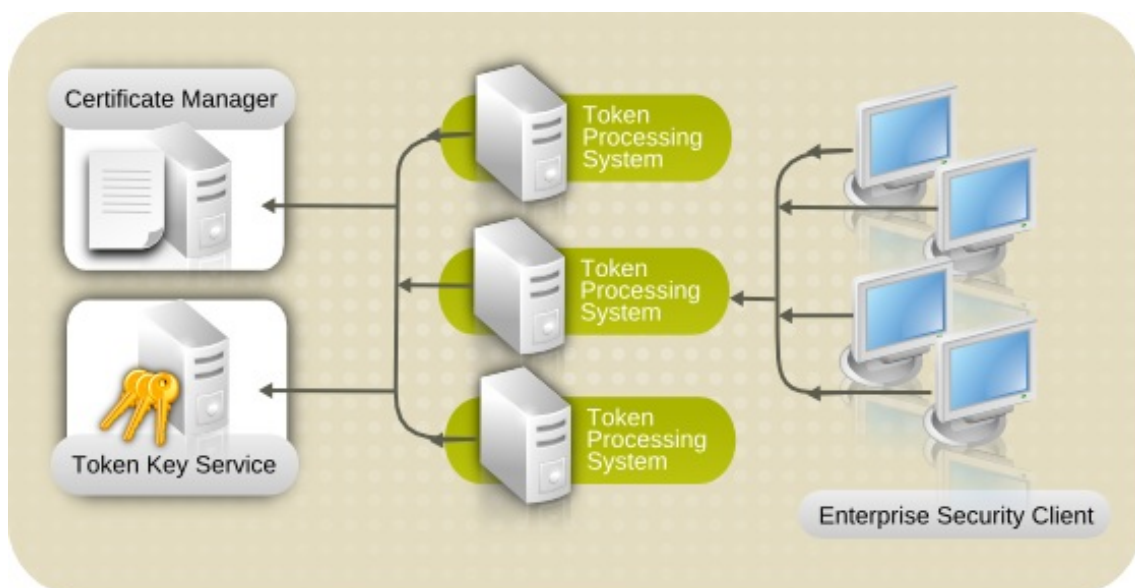 Certificate Manager
Token Key Service
Token
Processing
System
Token
Processing
System
Token
Processing
System
Enterprise Security Client